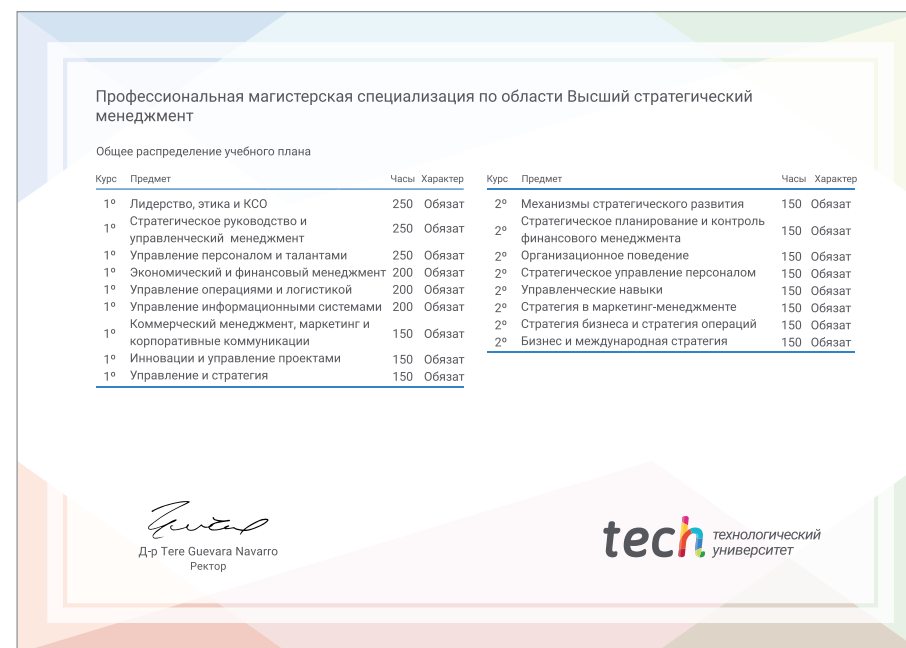 Профессиональная магистерская специализация по области Высший стратегический
менеджмент
Общее распределение учебного плана
Курс Предмет Часы Характер
1º Лидерство, этика и КСО 250 Обязат
1º Стратегическое руководство и
управленческий менеджмент 250 Обязат
1º Управление персоналом и талантами 250 Обязат
1º Экономический и финансовый менеджмент 200 Обязат
1º Управление операциями и логистикой 200 Обязат
1º Управление информационными системами 200 Обязат
1º Коммерческий менеджмент, маркетинг и
корпоративные коммуникации 150 Обязат
1º Инновации и управление проектами 150 Обязат
1º Управление и стратегия 150 Обязат
Курс Предмет Часы Характер
2º Механизмы стратегического развития 150 Обязат
2º Стратегическое планирование и контроль
финансового менеджмента 150 Обязат
2º Организационное поведение 150 Обязат
2º Стратегическое управление персоналом 150 Обязат
2º Управленческие навыки 150 Обязат
2º Стратегия в маркетинг-менеджменте 150 Обязат
2º Стратегия бизнеса и стратегия операций 150 Обязат
2º Бизнес и международная стратегия 150 Обязат
Д-р Tere Guevara Navarro
Ректор
tech технологический
университет